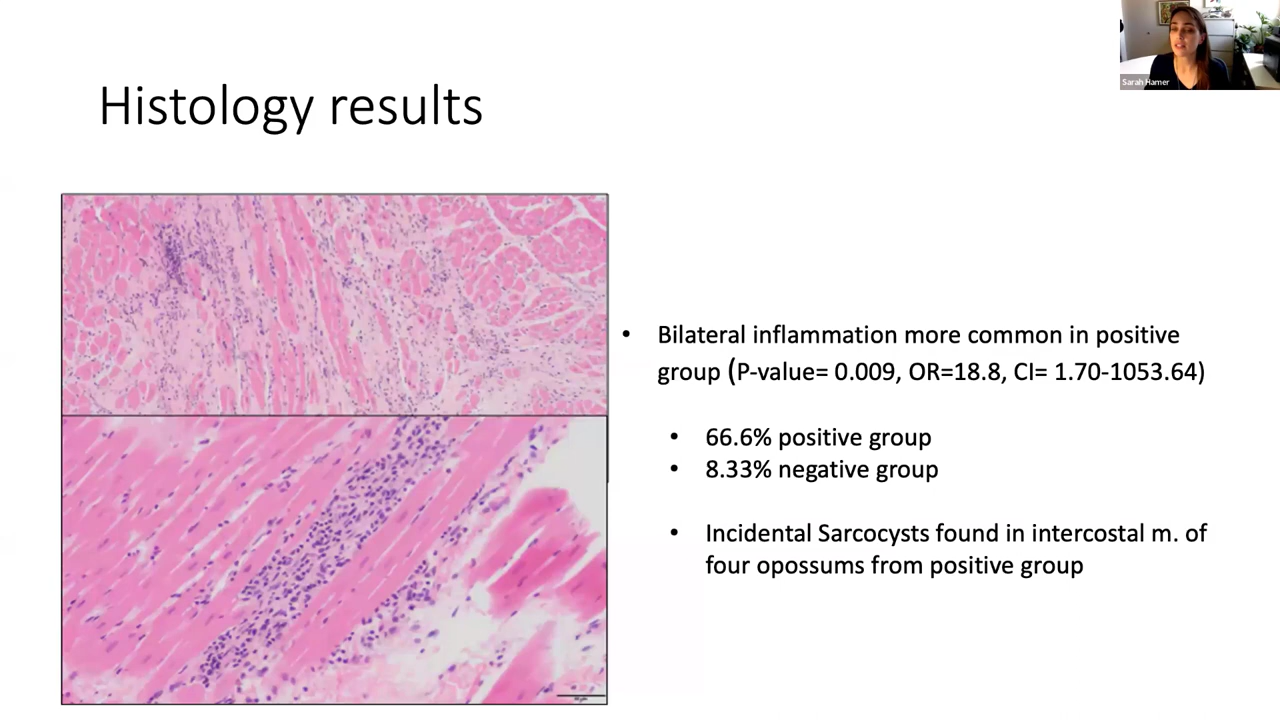 Sarah Hamer
Histology results
• Bilateral inflammation more common in positive
group (P-value= 0.009, OR=18.8, CI= 1.70-1053.64)
• 66.6% positive group
• 8.33% negative group
• Incidental Sarcocysts found in intercostal m. of
four opossums from positive group